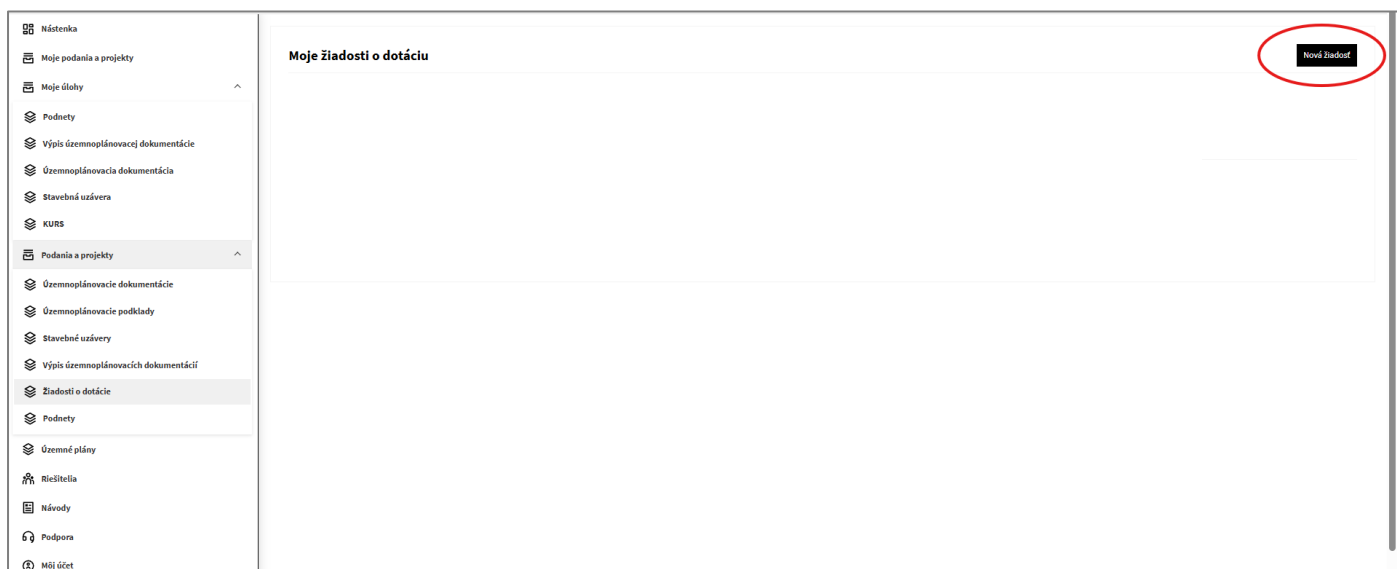 Nástenka
Moje podania a projekty
Moje úlohy
Podnety
Výpis územnoplánovacej dokumentácie
Územnoplánovacia dokumentácia
Stavebná uzávera
KURS
Podania a projekty
Územnoplánovacie dokumentácie
Územnoplánovacie podklady
Stavebné uzávery
Výpis územnoplánovacích dokumentácií
Žiadosti o dotácie
Podnety
Územné plány
Riešitelia
Návody
Podpora
Môj účet
Moje žiadosti o dotáciu
Nová žiadosť